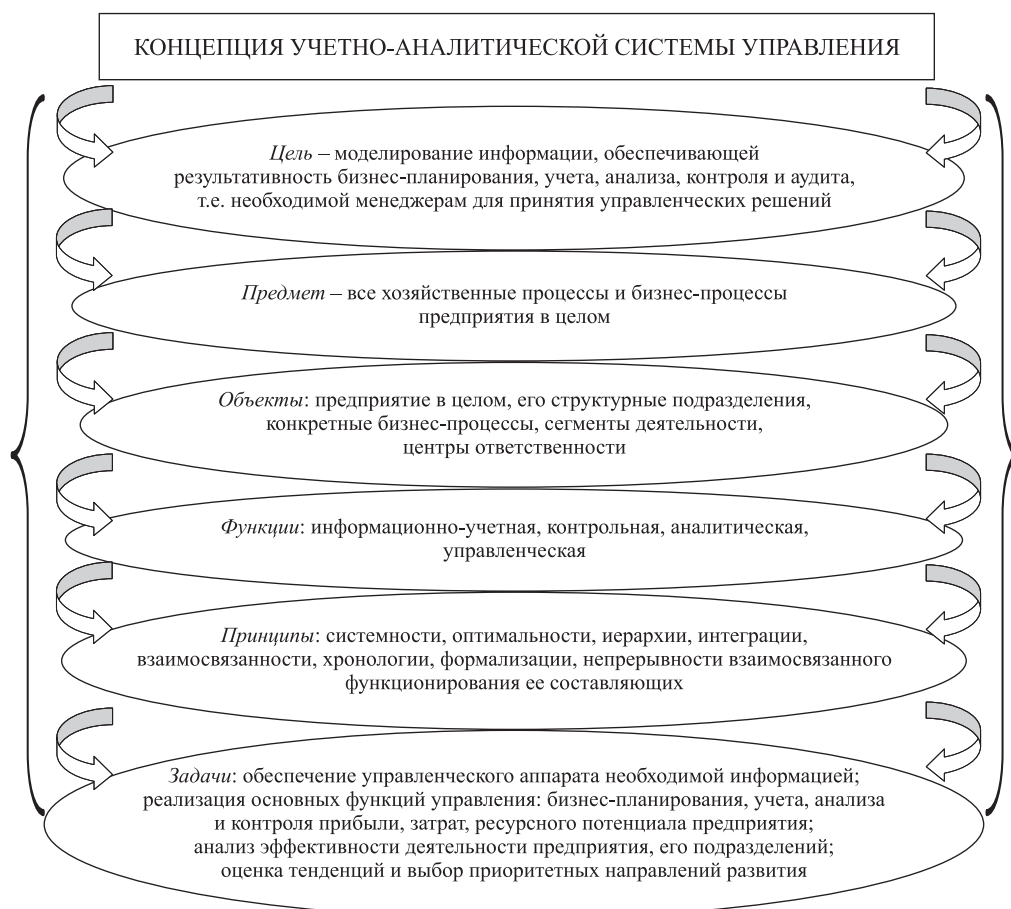 КОНЦЕПЦИЯ УЧЕТНО-АНАЛИТИЧЕСКОЙ СИСТЕМЫ УПРАВЛЕНИЯ
Цель – моделирование информации, обеспечивающей
результативность бизнес-планирования, учета, анализа, контроля и аудита,
т.е. необходимой менеджерам для принятия управленческих решений
Предмет – все хозяйственные процессы и бизнес-процессы
предприятия в целом
Объекты: предприятие в целом, его структурные подразделения,
конкретные бизнес-процессы, сегменты деятельности,
центры ответственности
Функции: информационно-учетная, контрольная, аналитическая,
управленческая
Принципы: системности, оптимальности, иерархии, интеграции,
взаимосвязанности, хронологии, формализации, непрерывности взаимосвязанного
функционирования ее составляющих
Задачи: обеспечение управленческого аппарата необходимой информацией;
реализация основных функций управления: бизнес-планирования, учета, анализа
и контроля прибыли, затрат, ресурсного потенциала предприятия;
анализ эффективности деятельности предприятия, его подразделений;
оценка тенденций и выбор приоритетных направлений развития